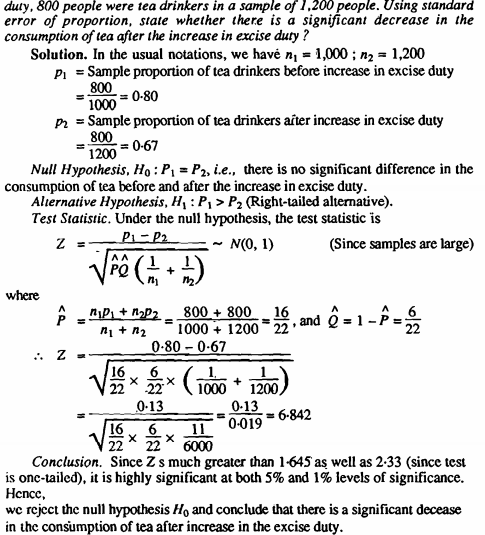 duty, 800 people were tea drinkers in a sample of 1,200 people. Using standard
error of proportion, state whether there is a significant decrease in the
consumption of tea after the increase in excise duty ?
Solution. In the usual notations, we have n₁ = 1,000 ; n₂ = 1,200
p₁ = Sample proportion of tea drinkers before increase in excise duty
= 800/1000 = 0·80
p₂ = Sample proportion of tea drinkers after increase in excise duty
= 800/1200 = 0·67
Null Hypothesis, H₀ : P₁ = P₂, i.e., there is no significant difference in the
consumption of tea before and after the increase in excise duty.
Alternative Hypothesis, H₁ : P₁ > P₂ (Right-tailed alternative).
Test Statistic. Under the null hypothesis, the test statistic is
Z = (p₁ – p₂) / √(P̂Q̂ (1/n₁ + 1/n₂)) ~ N(0, 1) (Since samples are large)
where
P̂ = (n₁p₁ + n₂p₂)/(n₁ + n₂) = (800 + 800)/(1000 + 1200) = 16/22, and Q̂ = 1 – P̂ = 6/22
∴ Z = (0·80 – 0·67) / √(16/22 × 6/22 × (1/1000 + 1/1200))
= 0·13 / √(16/22 × 6/22 × 11/6000) = 0·13/0·019 = 6·842
Conclusion. Since Z s much greater than 1·645 as well as 2·33 (since test
is one-tailed), it is highly significant at both 5% and 1% levels of significance.
Hence,
we reject the null hypothesis H₀ and conclude that there is a significant decease
in the consumption of tea after increase in the excise duty.